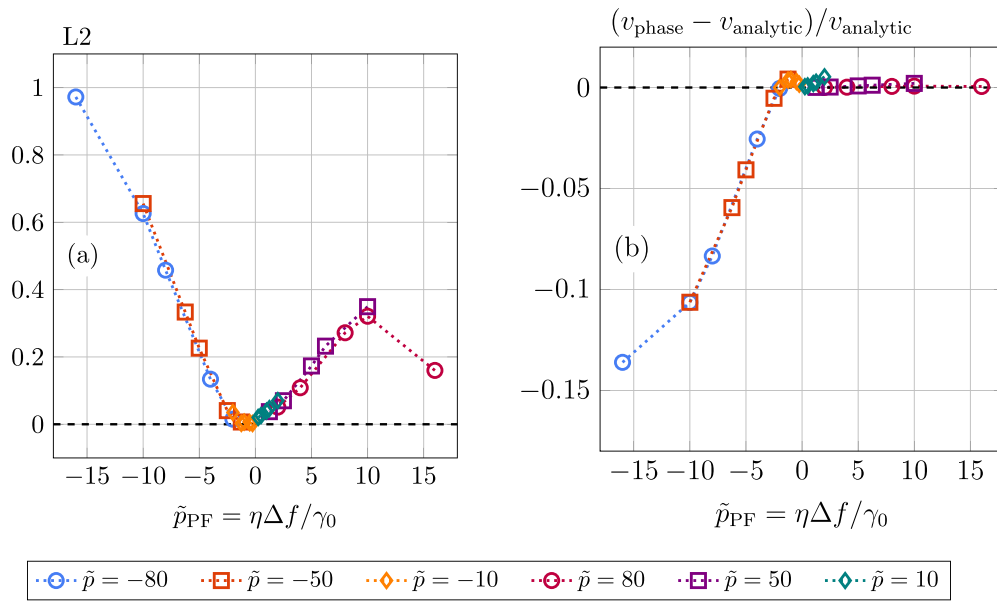 L2
1
0.8
0.6
0.4
0.2
0
(a)
−15 −10 −5 0 5 10 15
p̃_PF = ηΔf/γ₀
(v_phase − v_analytic)/v_analytic
0
−0.05
−0.1
−0.15
(b)
−15 −10 −5 0 5 10 15
p̃_PF = ηΔf/γ₀
p̃ = −80 p̃ = −50 p̃ = −10 p̃ = 80 p̃ = 50 p̃ = 10